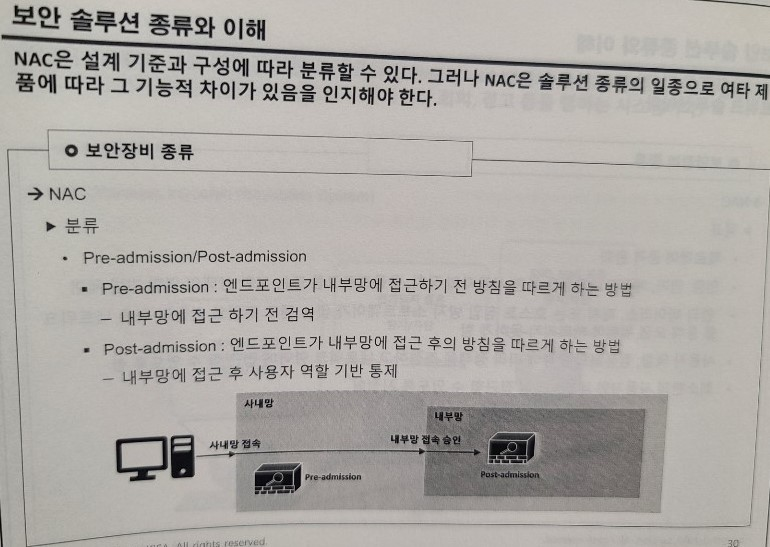 보안 솔루션 종류와 이해
NAC은 설계 기준과 구성에 따라 분류할 수 있다. 그러나 NAC은 솔루션 종류의 일종으로 여타 제
품에 따라 그 기능적 차이가 있음을 인지해야 한다.
보안장비 종류
→ NAC
▶ 분류
• Pre-admission/Post-admission
▪ Pre-admission : 엔드포인트가 내부망에 접근하기 전 방침을 따르게 하는 방법
– 내부망에 접근 하기 전 검역
▪ Post-admission : 엔드포인트가 내부망에 접근 후의 방침을 따르게 하는 방법
– 내부망에 접근 후 사용자 역할 기반 통제
사내망
내부망
사내망 접속
내부망 접속 승인
Pre-admission
Post-admission
All rights reserved.
30